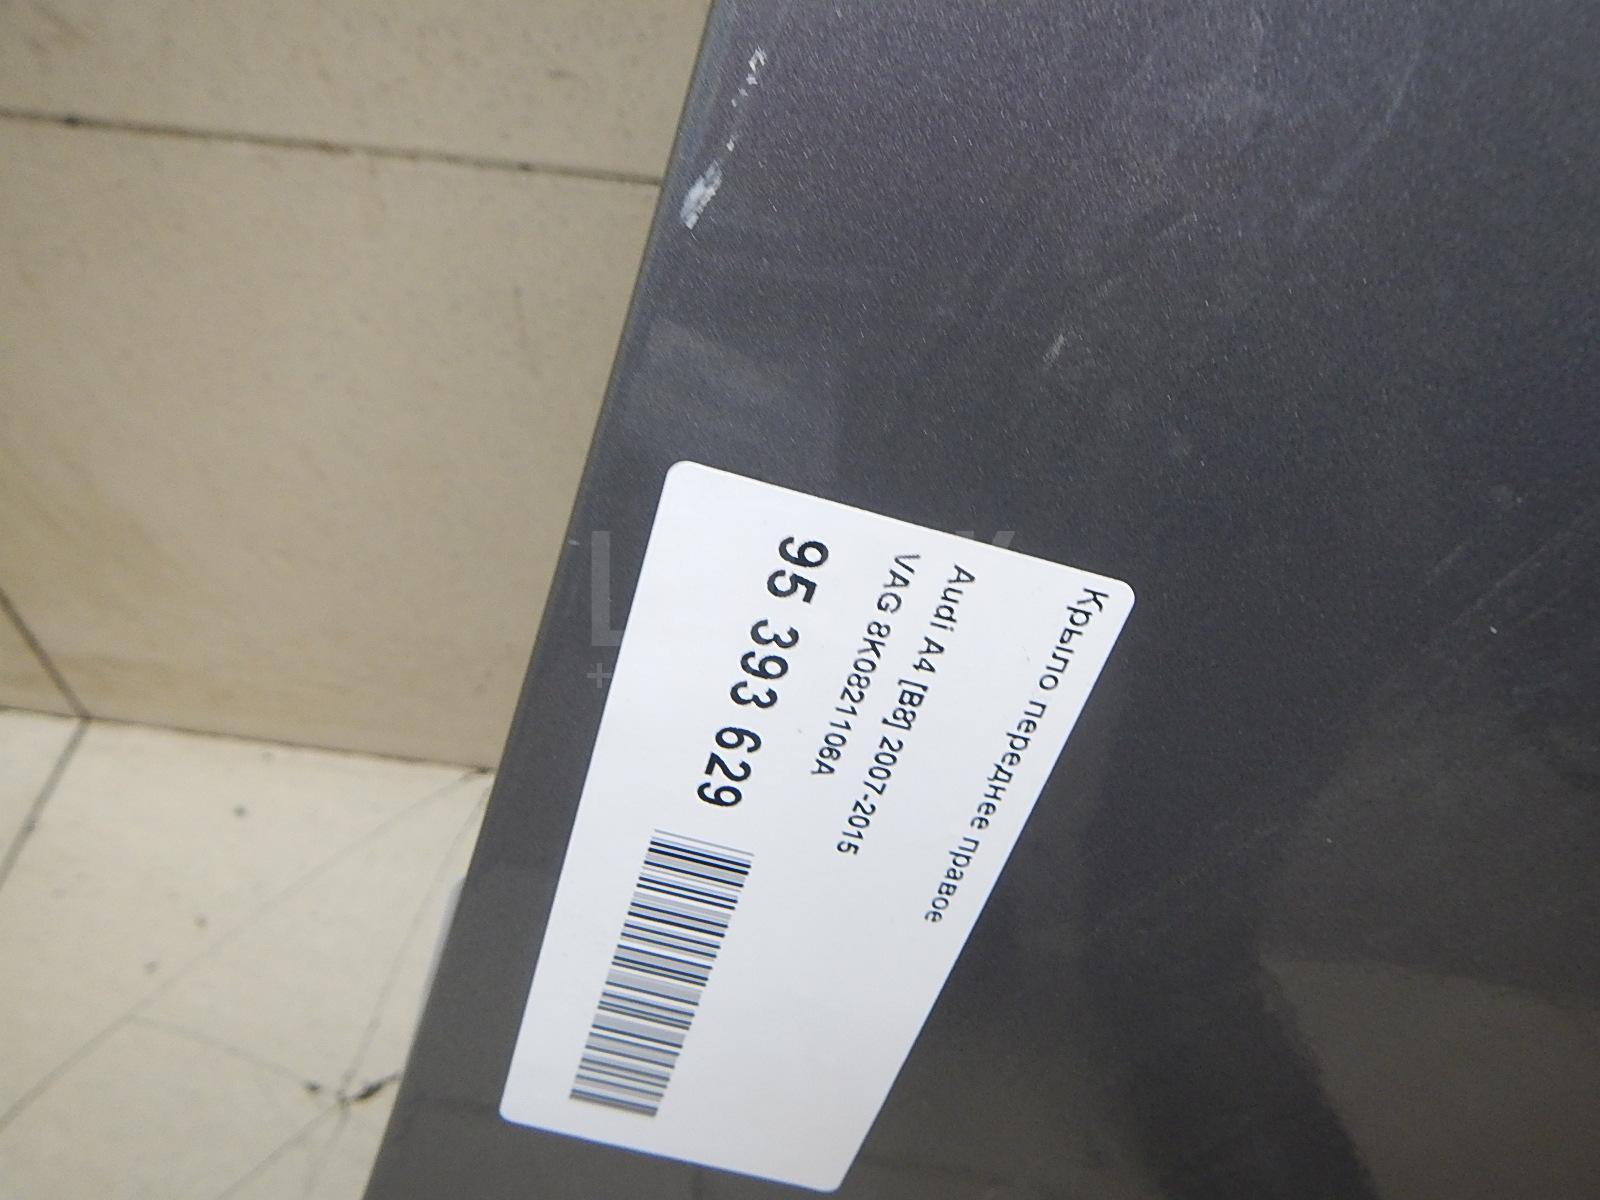 Крыло переднее правое
Audi A4 [B8] 2007-2015
VAG 8K0821106A
95 393 629